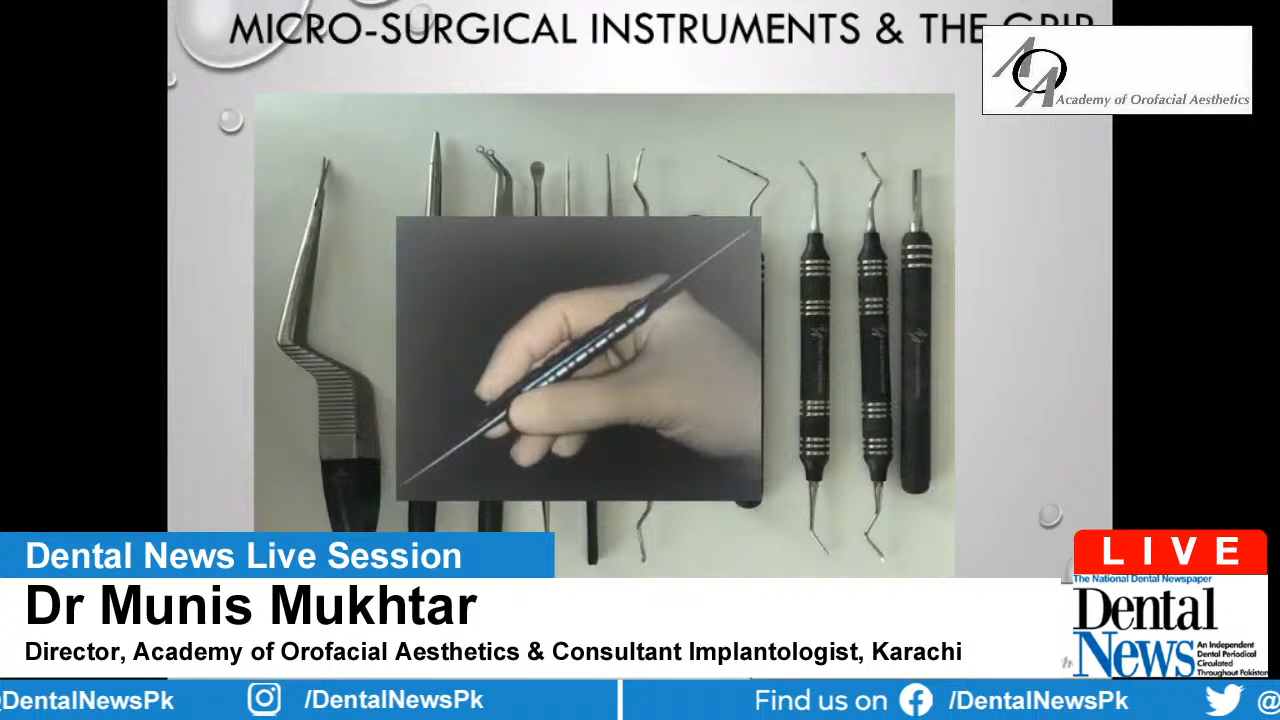 MICRO-SURGICAL INSTRUMENTS & THE GRIP
AOA
Academy of Orofacial Aesthetics
Dental News Live Session
Dr Munis Mukhtar
Director, Academy of Orofacial Aesthetics & Consultant Implantologist, Karachi
LIVE
The National Dental Newspaper
Dental
News
An Independent
Dental Periodical
Circulated
Throughout Pakistan
@DentalNewsPk
/DentalNewsPk
Find us on
/DentalNewsPk
@